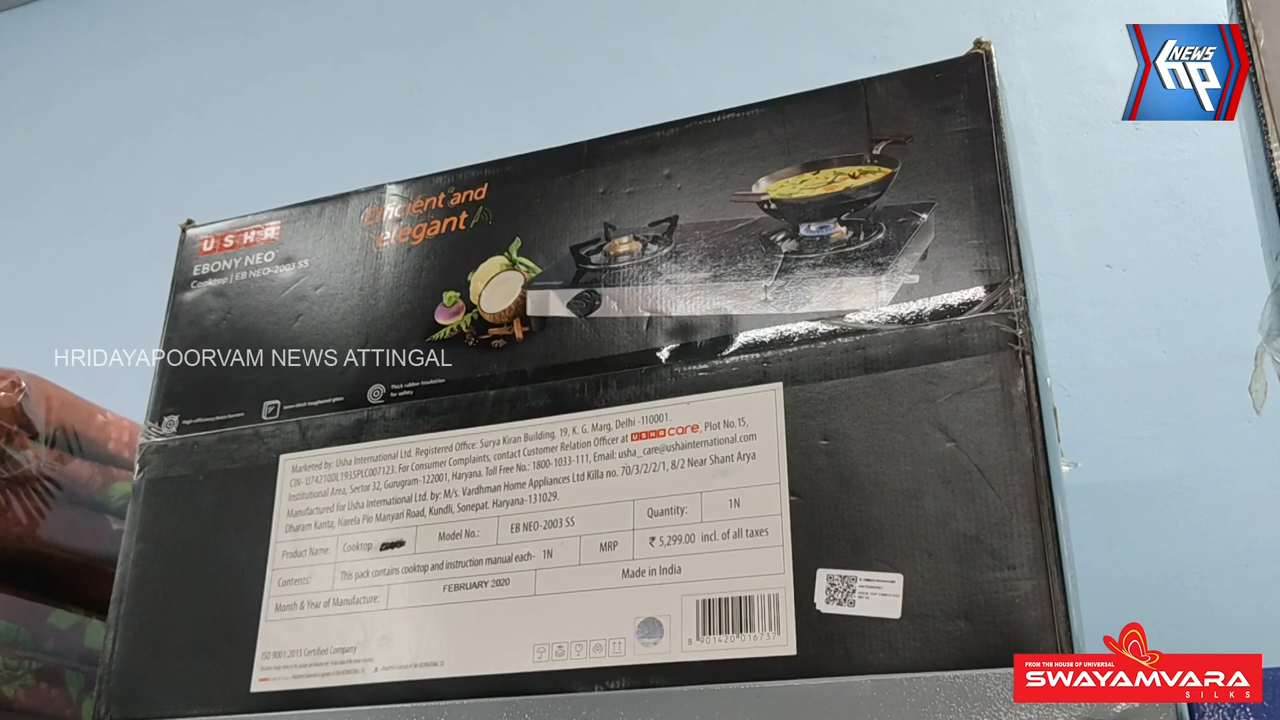 NEWS
hp
USHA
EBONY NEO
Cooktop | EB NEO-2003 SS
Efficient and
elegant
HRIDAYAPOORVAM NEWS ATTINGAL
High-efficiency brass burners
Thick rubber insulation
for safety
Marketed by: Usha International Ltd. Registered Office: Surya Kiran Building, 19, K. G. Marg, Delhi -110001.
CIN- U74210DL1935PLC007123. For Consumer Complaints, contact Customer Relation Officer at USHA care, Plot No. 15,
Institutional Area, Sector 32, Gurugram-122001, Haryana. Toll Free No.: 1800-1033-111, Email: usha_care@ushainternational.com
Manufactured for Usha International Ltd. by: M/s. Vardhman Home Appliances Ltd Killa no. 70/3/2/2/1, 8/2 Near Shant Arya
Dharam Kanta, Narela Pio Manyari Road, Kundli, Sonepat. Haryana-131029.
Product Name: Cooktop Model No.: EB NEO-2003 SS Quantity: 1N
Contents: This pack contains cooktop and instruction manual each- 1N MRP ₹ 5,299.00 incl. of all taxes
Month & Year of Manufacture: FEBRUARY 2020 Made in India
ISO 9001:2015 Certified Company
8 901420 016737
FROM THE HOUSE OF UNIVERSAL
SWAYAMVARA
SILKS